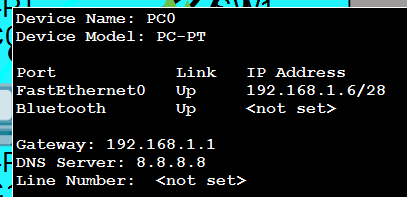 SW1
Device Name: PC0
Device Model: PC-PT
Port Link IP Address
FastEthernet0 Up 192.168.1.6/28
Bluetooth Up <not set>
Gateway: 192.168.1.1
DNS Server: 8.8.8.8
Line Number: <not set>